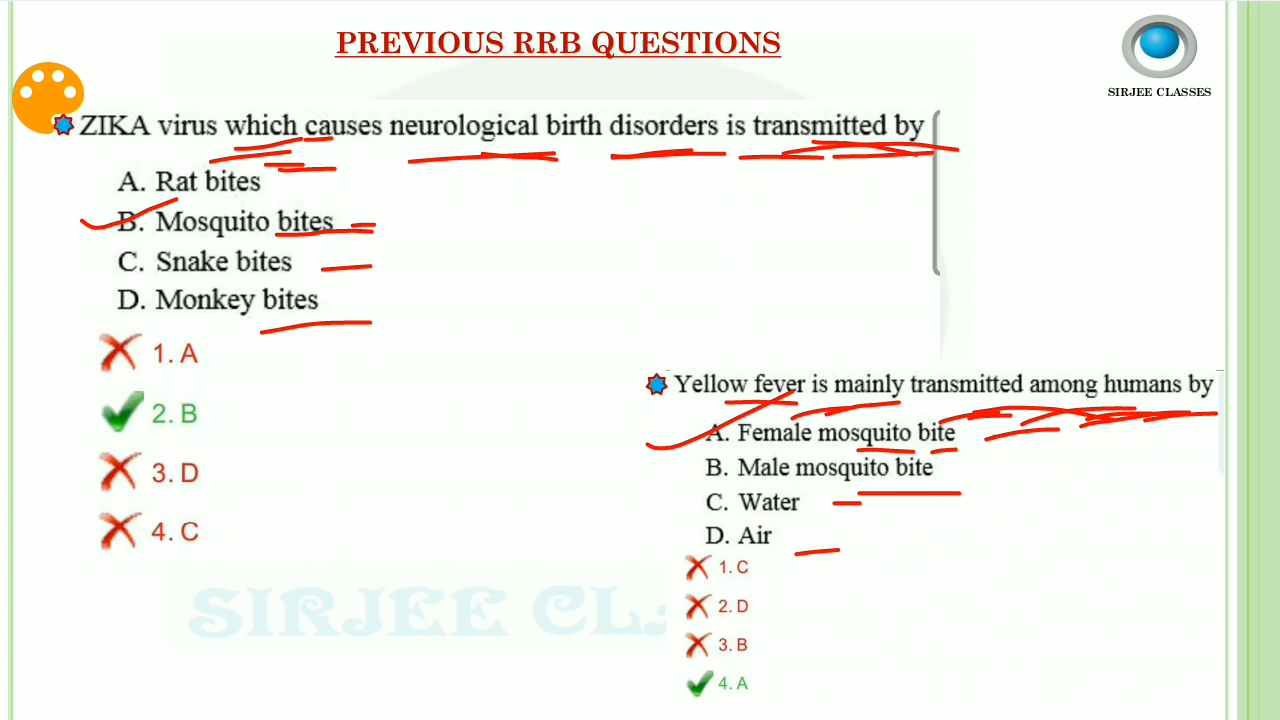 PREVIOUS RRB QUESTIONS
SIRJEE CLASSES
ZIKA virus which causes neurological birth disorders is transmitted by
A. Rat bites
B. Mosquito bites
C. Snake bites
D. Monkey bites
1. A
2. B
3. D
4. C
Yellow fever is mainly transmitted among humans by
A. Female mosquito bite
B. Male mosquito bite
C. Water
D. Air
1. C
2. D
3. B
4. A
SIRJEE CLA